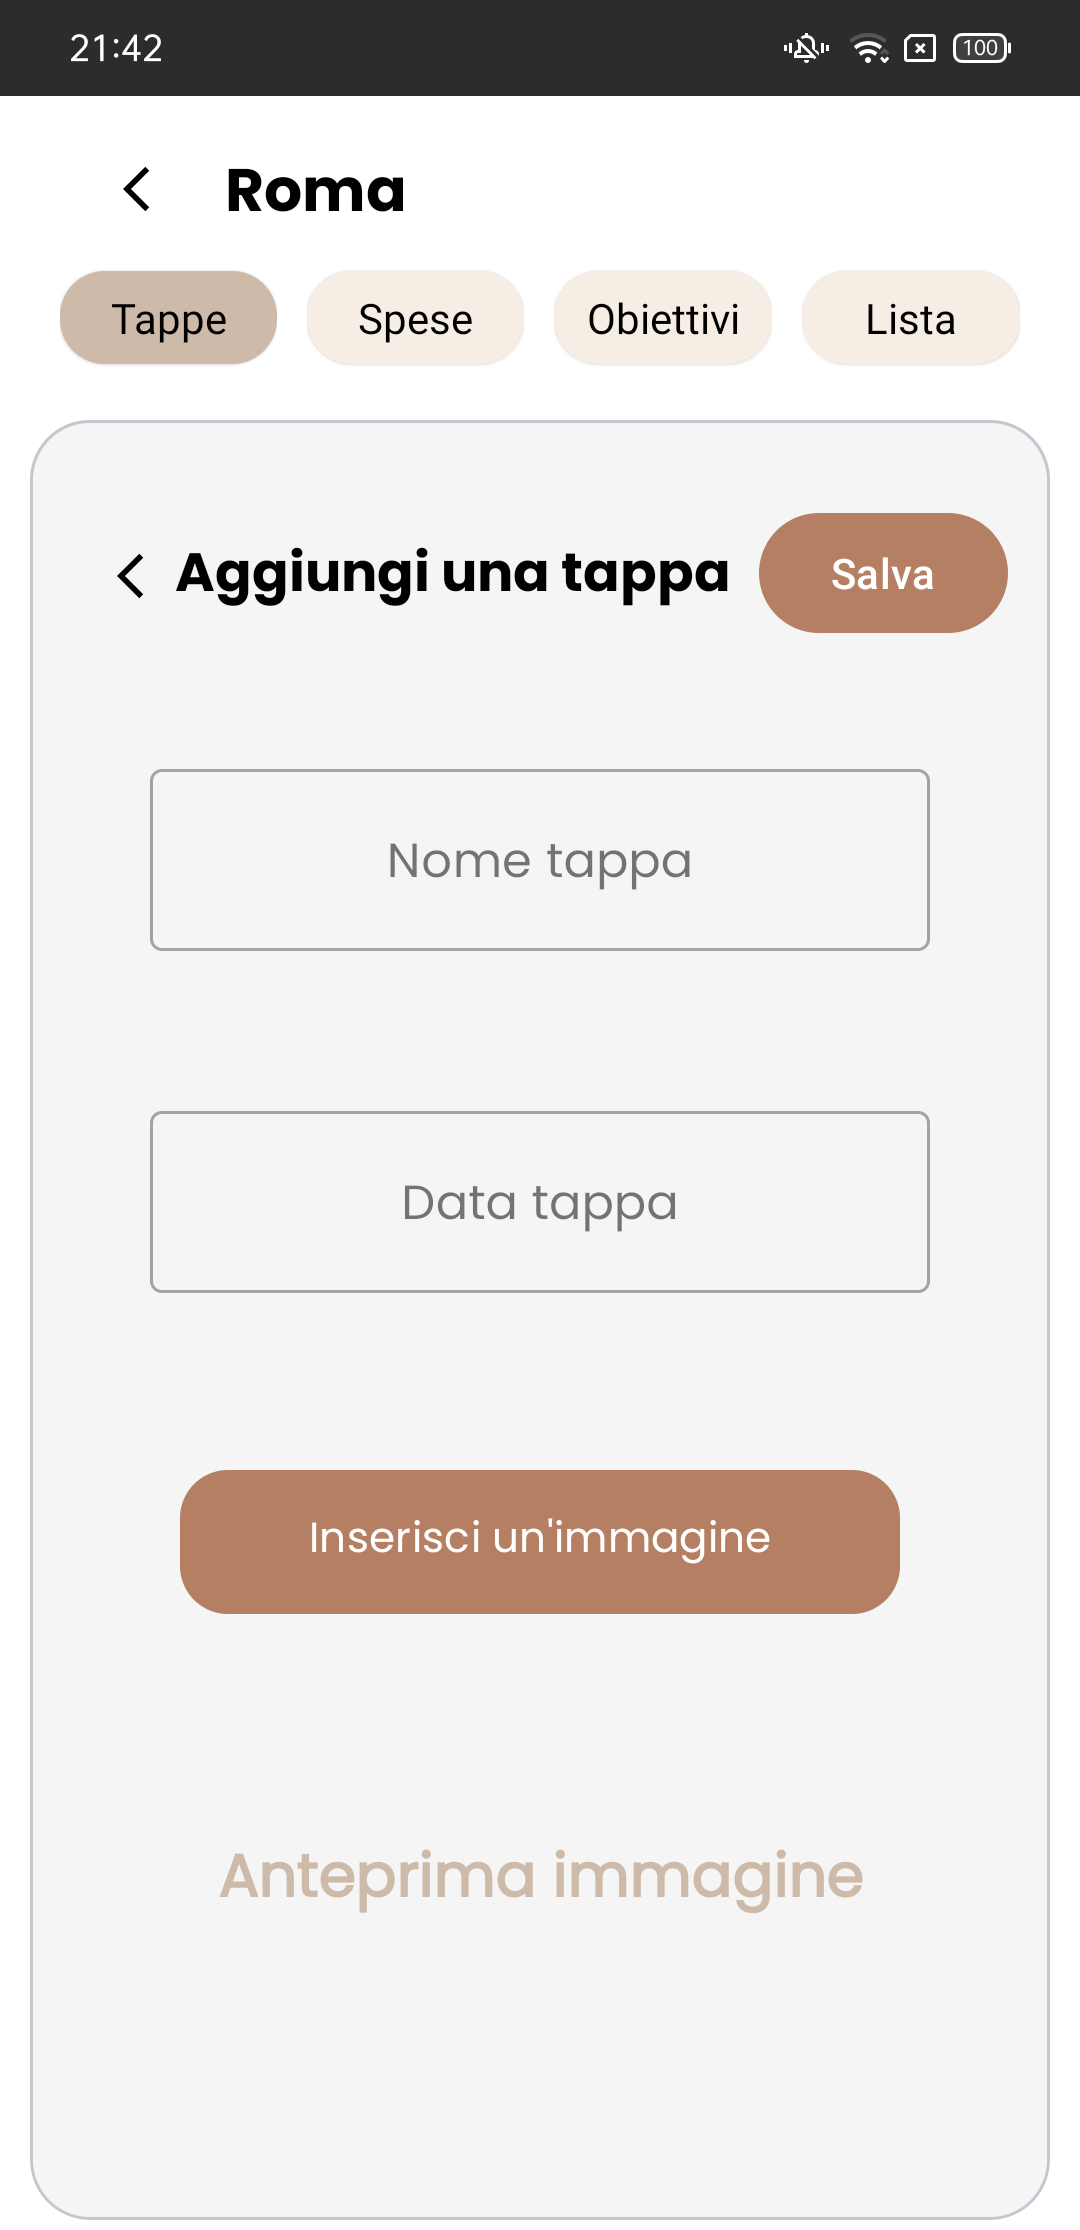 21:42 100
Roma
Tappe Spese Obiettivi Lista
Aggiungi una tappa Salva
Nome tappa
Data tappa
Inserisci un'immagine
Anteprima immagine